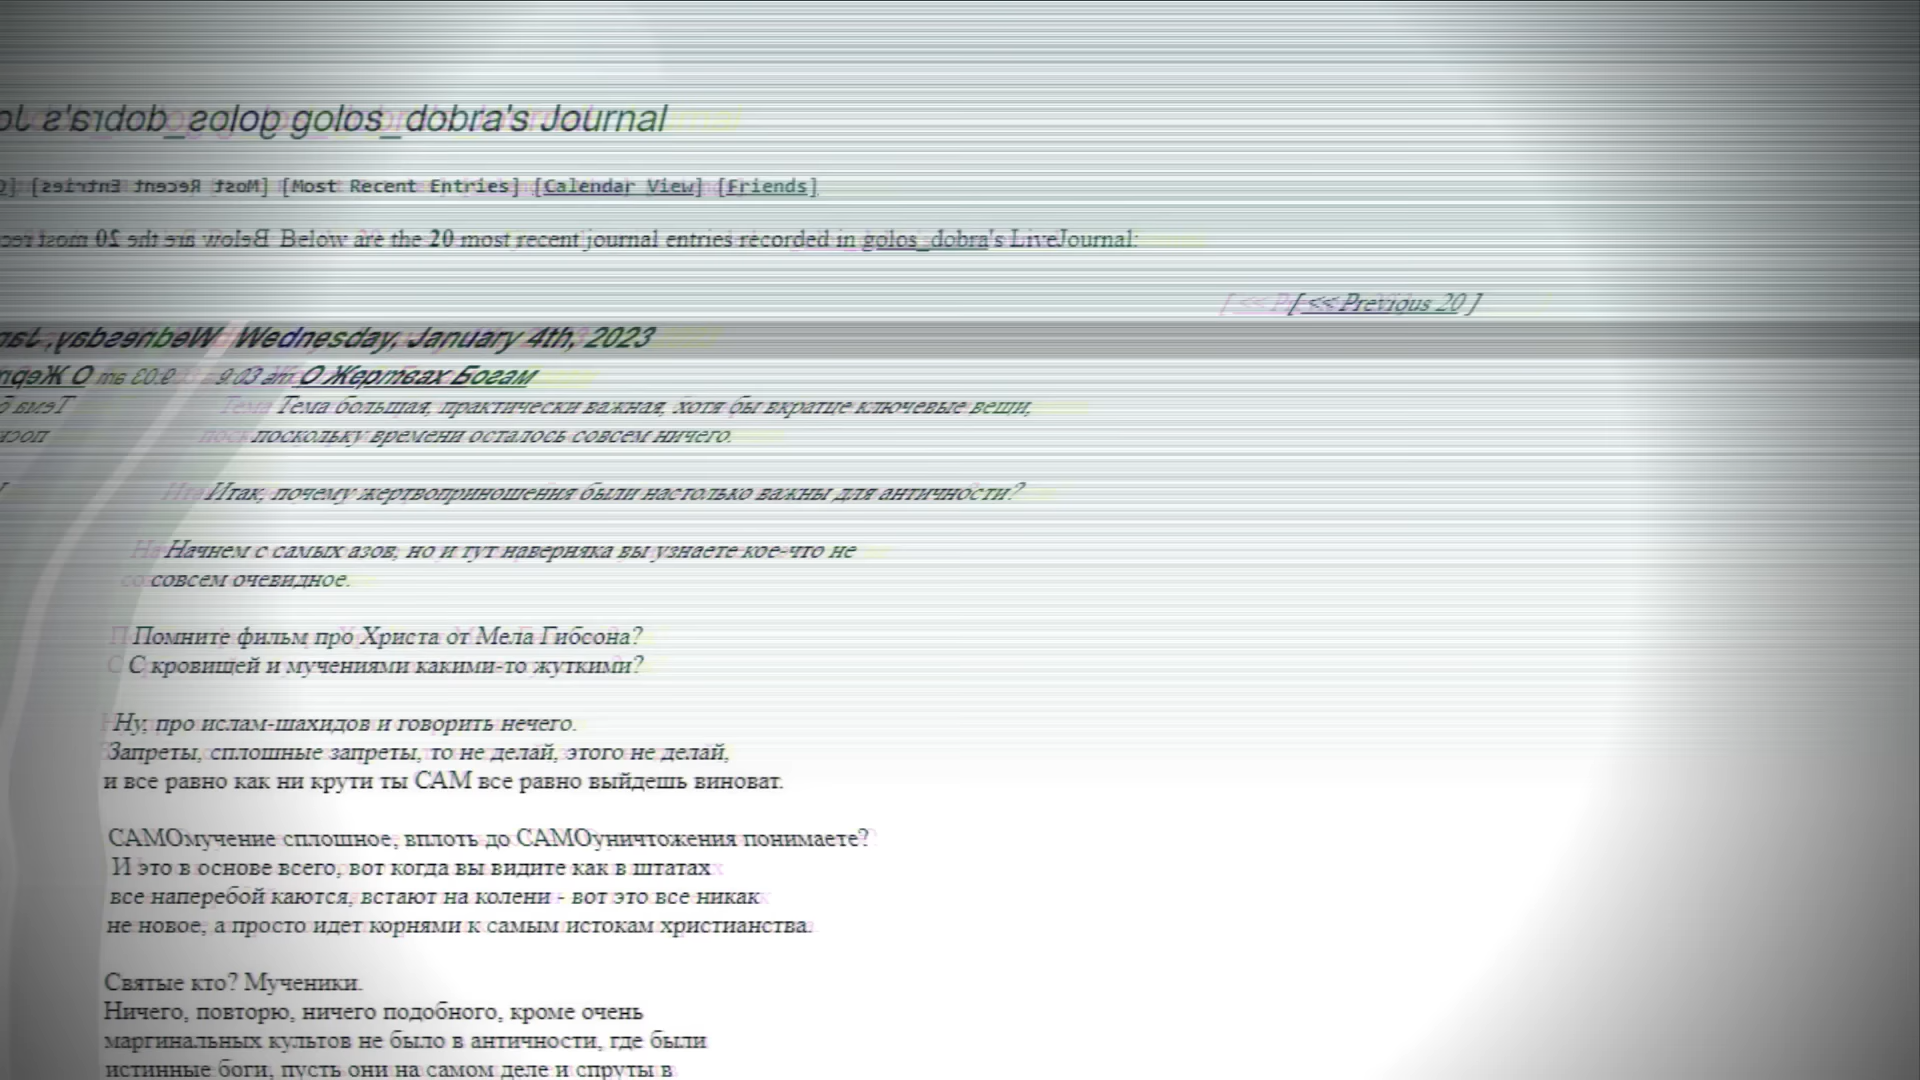 golos_dobra's Journal
[Most Recent Entries] [Calendar View] [Friends]
Below are the 20 most recent journal entries recorded in golos_dobra's LiveJournal:
[ << Previous 20 ]
Wednesday, January 4th, 2023
9:03 am О Жертвах Богам
Тема большая, практически важная, хотя бы вкратце ключевые вещи,
поскольку времени осталось совсем ничего.
Итак, почему жертвоприношения были настолько важны для античности?
Начнем с самых азов, но и тут наверняка вы узнаете кое-что не
совсем очевидное.
Помните фильм про Христа от Мела Гибсона?
С кровищей и мучениями какими-то жуткими?
Ну, про ислам-шахидов и говорить нечего.
Запреты, сплошные запреты, то не делай, этого не делай,
и все равно как ни крути ты САМ все равно выйдешь виноват.
САМОмучение сплошное, вплоть до САМОуничтожения понимаете?
И это в основе всего, вот когда вы видите как в штатах
все наперебой каются, встают на колени - вот это все никак
не новое, а просто идет корнями к самым истокам христианства.
Святые кто? Мученики.
Ничего, повторю, ничего подобного, кроме очень
маргинальных культов не было в античности, где были
истинные боги, пусть они на самом деле и спруты в